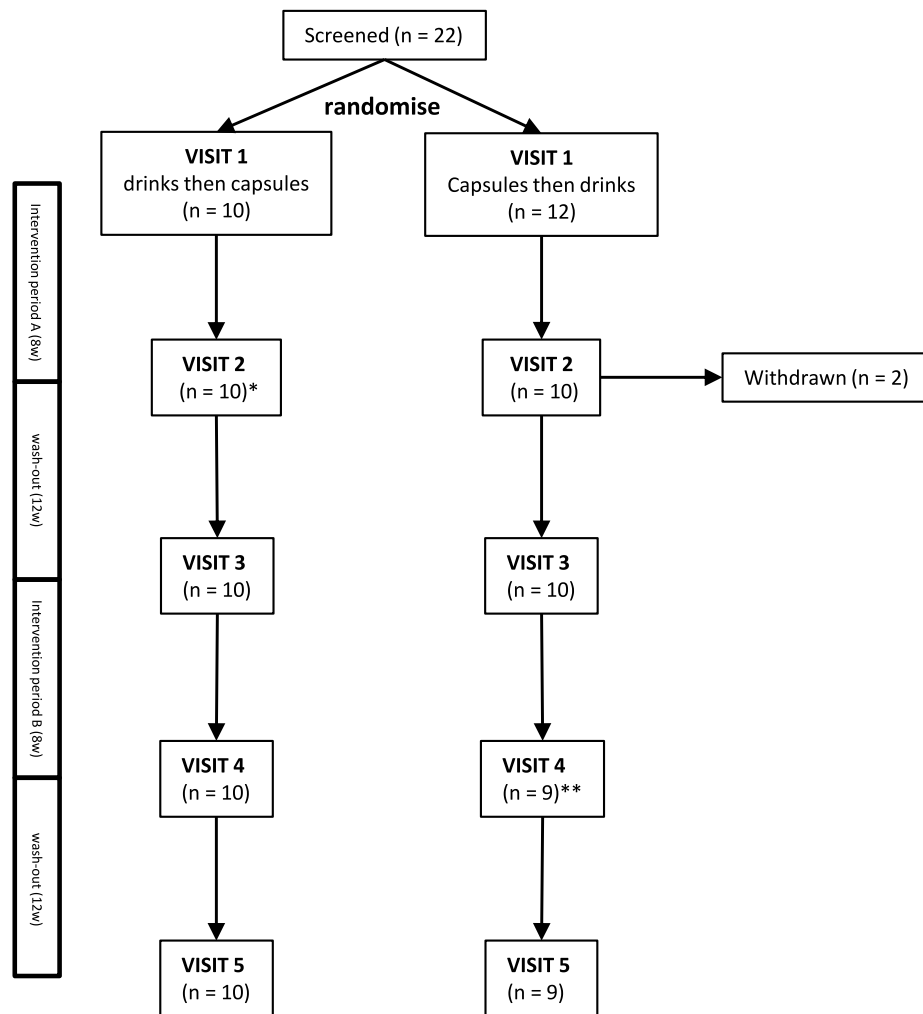 Screened (n = 22)
randomise
VISIT 1
drinks then capsules
(n = 10)
VISIT 1
Capsules then drinks
(n = 12)
Intervention period A (8w)
VISIT 2
(n = 10)*
VISIT 2
(n = 10)
Withdrawn (n = 2)
wash-out (12w)
VISIT 3
(n = 10)
VISIT 3
(n = 10)
Intervention period B (8w)
VISIT 4
(n = 10)
VISIT 4
(n = 9)**
wash-out (12w)
VISIT 5
(n = 10)
VISIT 5
(n = 9)